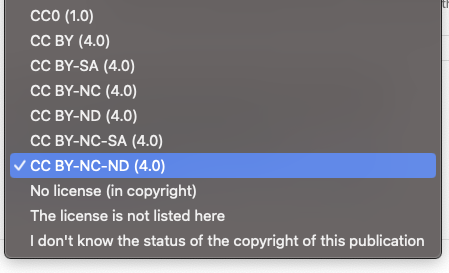 CC0 (1.0)
CC BY (4.0)
CC BY-SA (4.0)
CC BY-NC (4.0)
CC BY-ND (4.0)
CC BY-NC-SA (4.0)
✓ CC BY-NC-ND (4.0)
No license (in copyright)
The license is not listed here
I don't know the status of the copyright of this publication